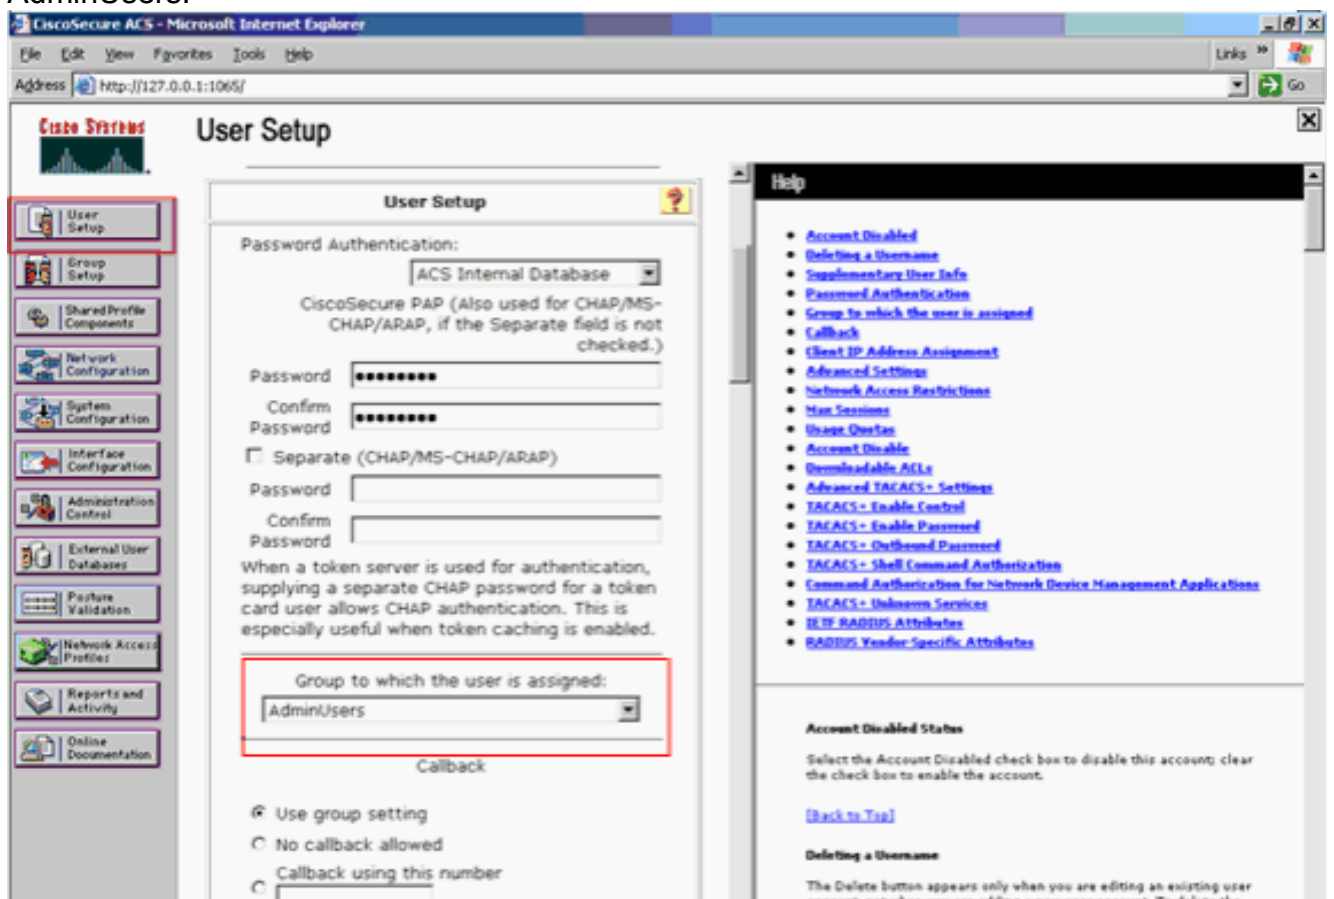 AdminUsers.
CiscoSecure ACS - Microsoft Internet Explorer
File Edit View Favorites Tools Help
Links »
Address http://127.0.0.1:1065/
Go
Cisco Systems
User Setup
User Setup
Group Setup
Shared Profile Components
Network Configuration
System Configuration
Interface Configuration
Administration Control
External User Databases
Posture Validation
Network Access Profiles
Reports and Activity
Online Documentation
User Setup
Password Authentication:
ACS Internal Database
CiscoSecure PAP (Also used for CHAP/MS-
CHAP/ARAP, if the Separate field is not
checked.)
Password ••••••••
Confirm
Password ••••••••
Separate (CHAP/MS-CHAP/ARAP)
Password
Confirm
Password
When a token server is used for authentication,
supplying a separate CHAP password for a token
card user allows CHAP authentication. This is
especially useful when token caching is enabled.
Group to which the user is assigned:
AdminUsers
Callback
Use group setting
No callback allowed
Callback using this number
Help
• Account Disabled
• Deleting a Username
• Supplementary User Info
• Password Authentication
• Group to which the user is assigned
• Callback
• Client IP Address Assignment
• Advanced Settings
• Network Access Restrictions
• Max Sessions
• Usage Quotas
• Account Disable
• Downloadable ACLs
• Advanced TACACS+ Settings
• TACACS+ Enable Control
• TACACS+ Enable Password
• TACACS+ Outbound Password
• TACACS+ Shell Command Authorization
• Command Authorization for Network Device Management Applications
• TACACS+ Unknown Services
• IETF RADIUS Attributes
• RADIUS Vendor-Specific Attributes
Account Disabled Status
Select the Account Disabled check box to disable this account; clear
the check box to enable the account.
[Back to Top]
Deleting a Username
The Delete button appears only when you are editing an existing user